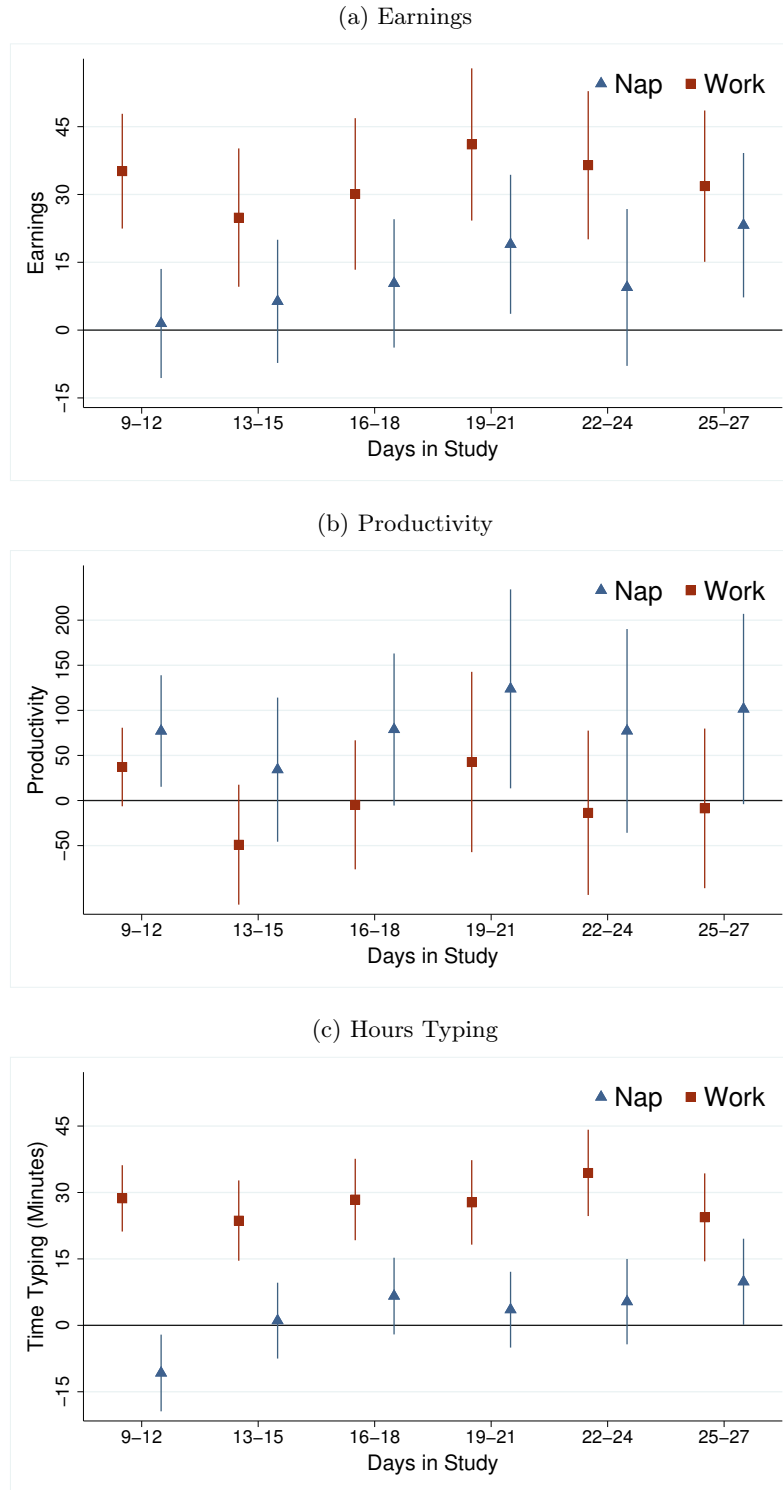 (a) Earnings
Nap Work
45
30
15
0
−15
Earnings
9−12 13−15 16−18 19−21 22−24 25−27
Days in Study
(b) Productivity
Nap Work
200
150
100
50
0
−50
Productivity
9−12 13−15 16−18 19−21 22−24 25−27
Days in Study
(c) Hours Typing
Nap Work
45
30
15
0
−15
Time Typing (Minutes)
9−12 13−15 16−18 19−21 22−24 25−27
Days in Study